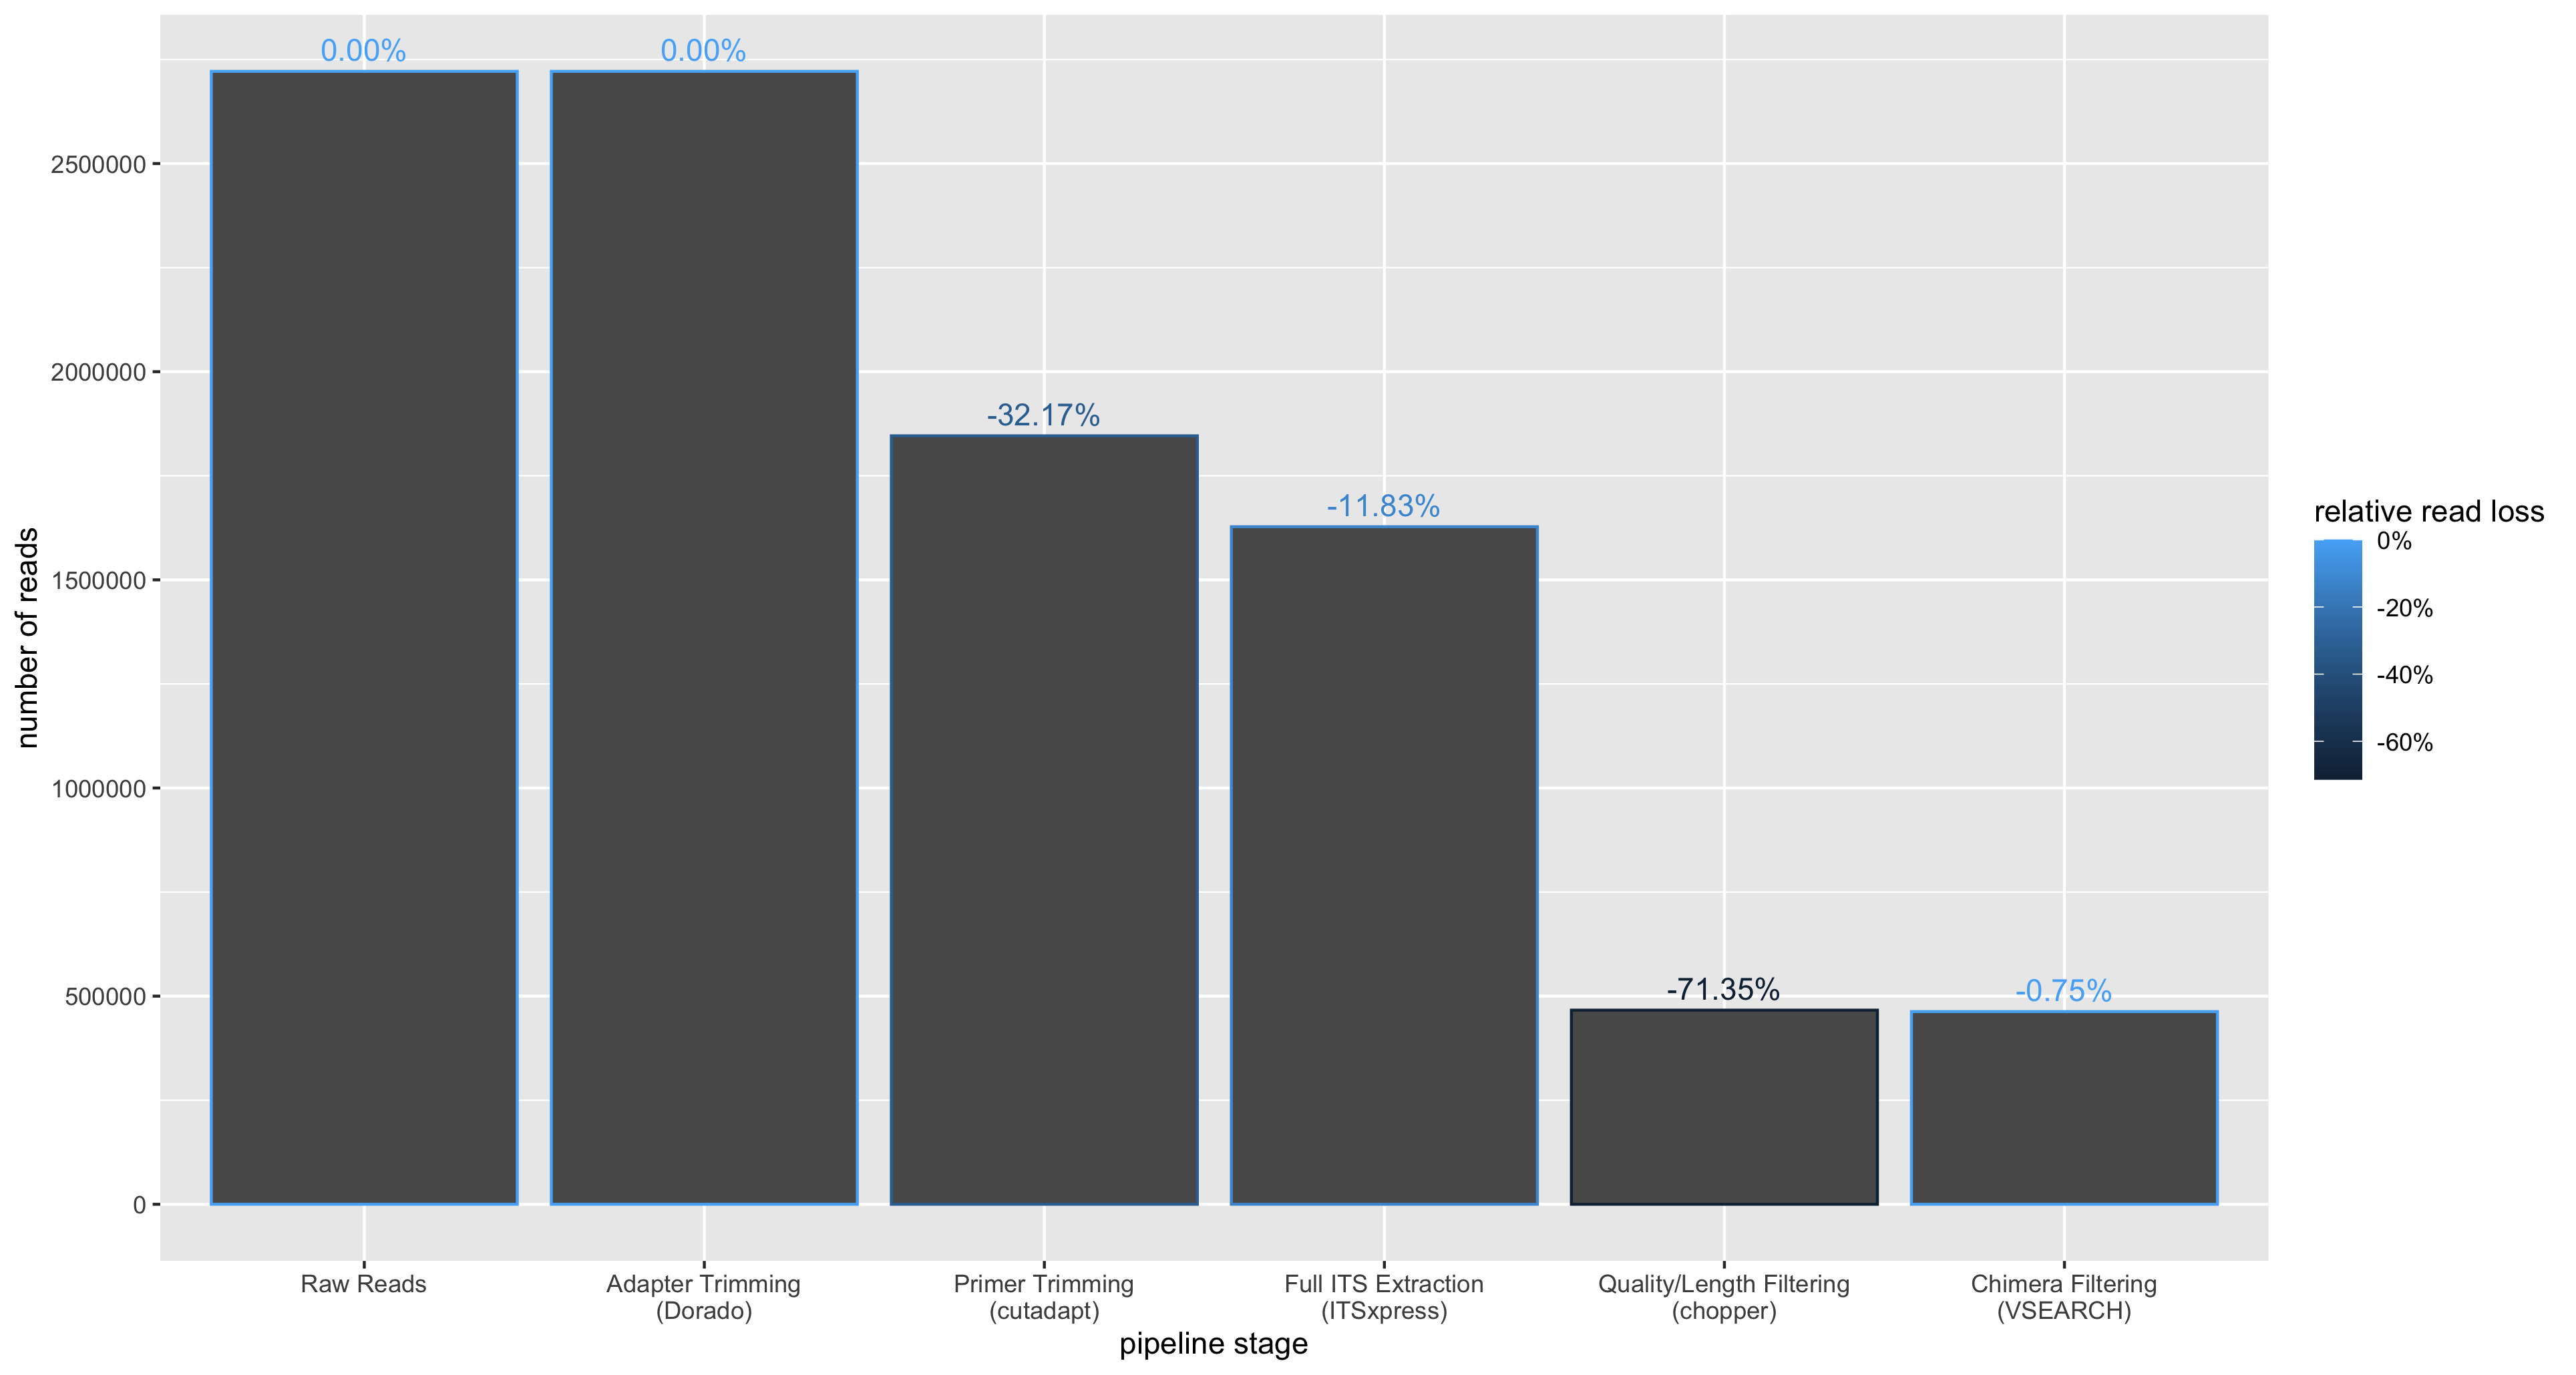 0.00%
0.00%
-32.17%
-11.83%
-71.35%
-0.75%
2500000
2000000
1500000
1000000
500000
0
number of reads
Raw Reads
Adapter Trimming
(Dorado)
Primer Trimming
(cutadapt)
Full ITS Extraction
(ITSxpress)
Quality/Length Filtering
(chopper)
Chimera Filtering
(VSEARCH)
pipeline stage
relative read loss
0%
-20%
-40%
-60%